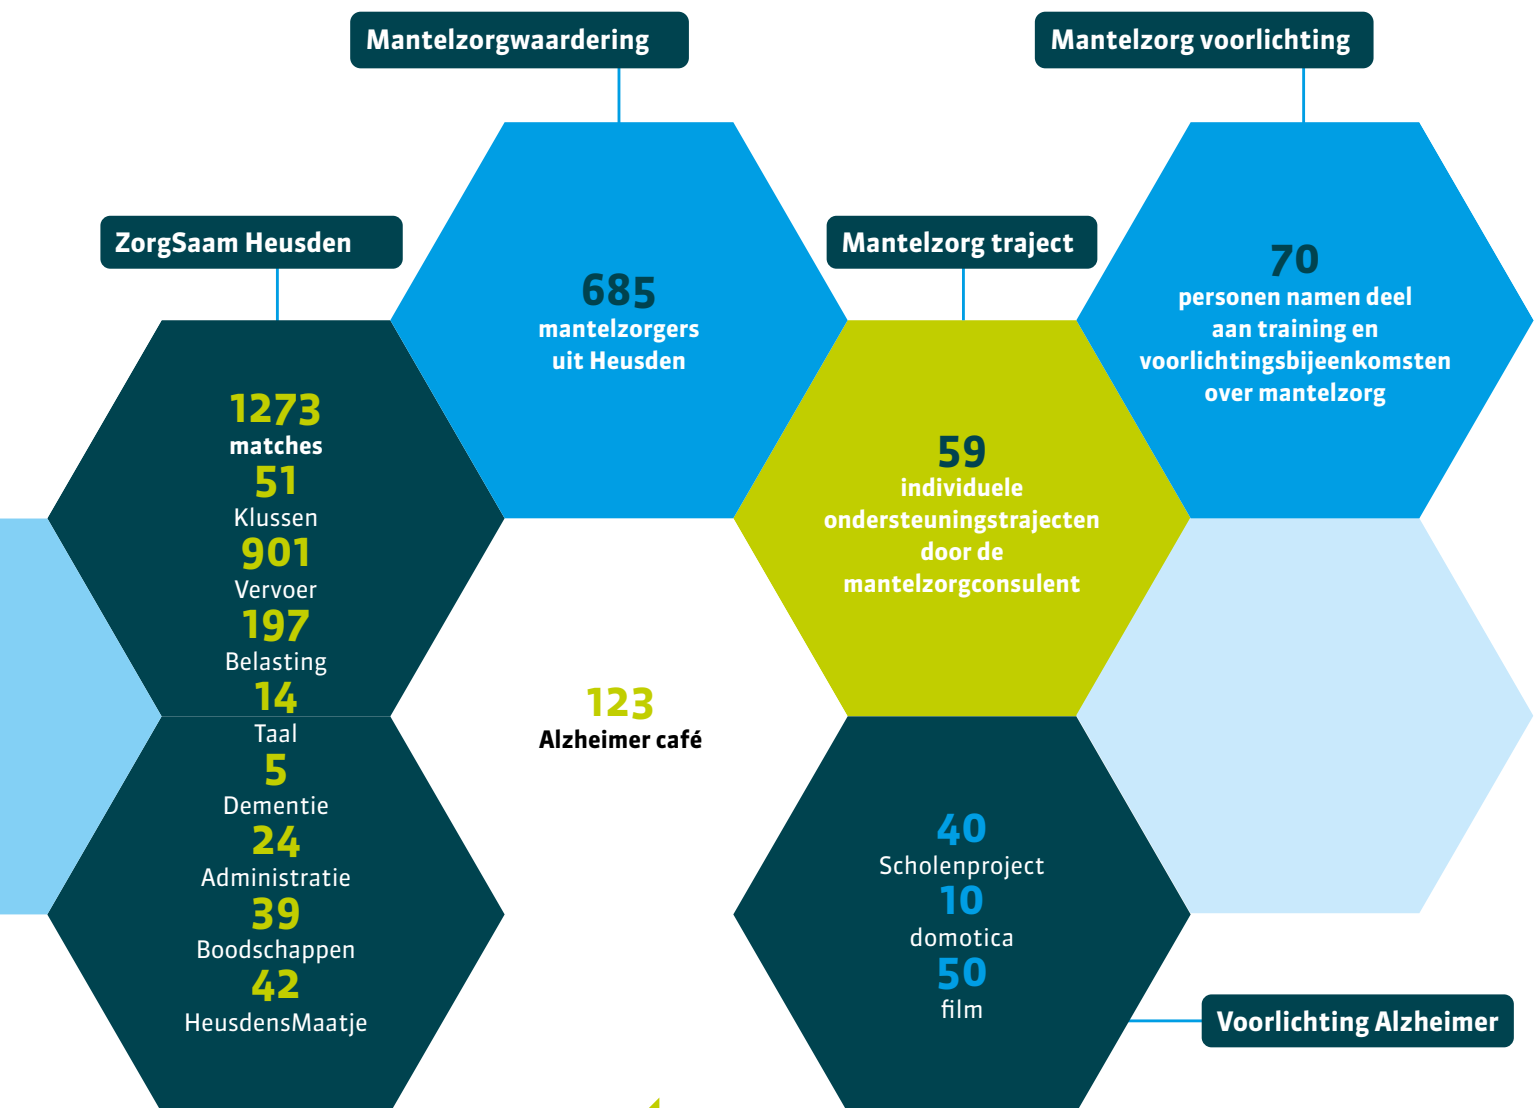 Mantelzorgwaardering
685
mantelzorgers
uit Heusden
Mantelzorg voorlichting
70
personen namen deel
aan training en
voorlichtingsbijeenkomsten
over mantelzorg
ZorgSaam Heusden
1273
matches
51
Klussen
901
Vervoer
197
Belasting
14
Taal
5
Dementie
24
Administratie
39
Boodschappen
42
HeusdensMaatje
Mantelzorg traject
59
individuele
ondersteuningstrajecten
door de
mantelzorgconsulent
123
Alzheimer café
40
Scholenproject
10
domotica
50
film
Voorlichting Alzheimer